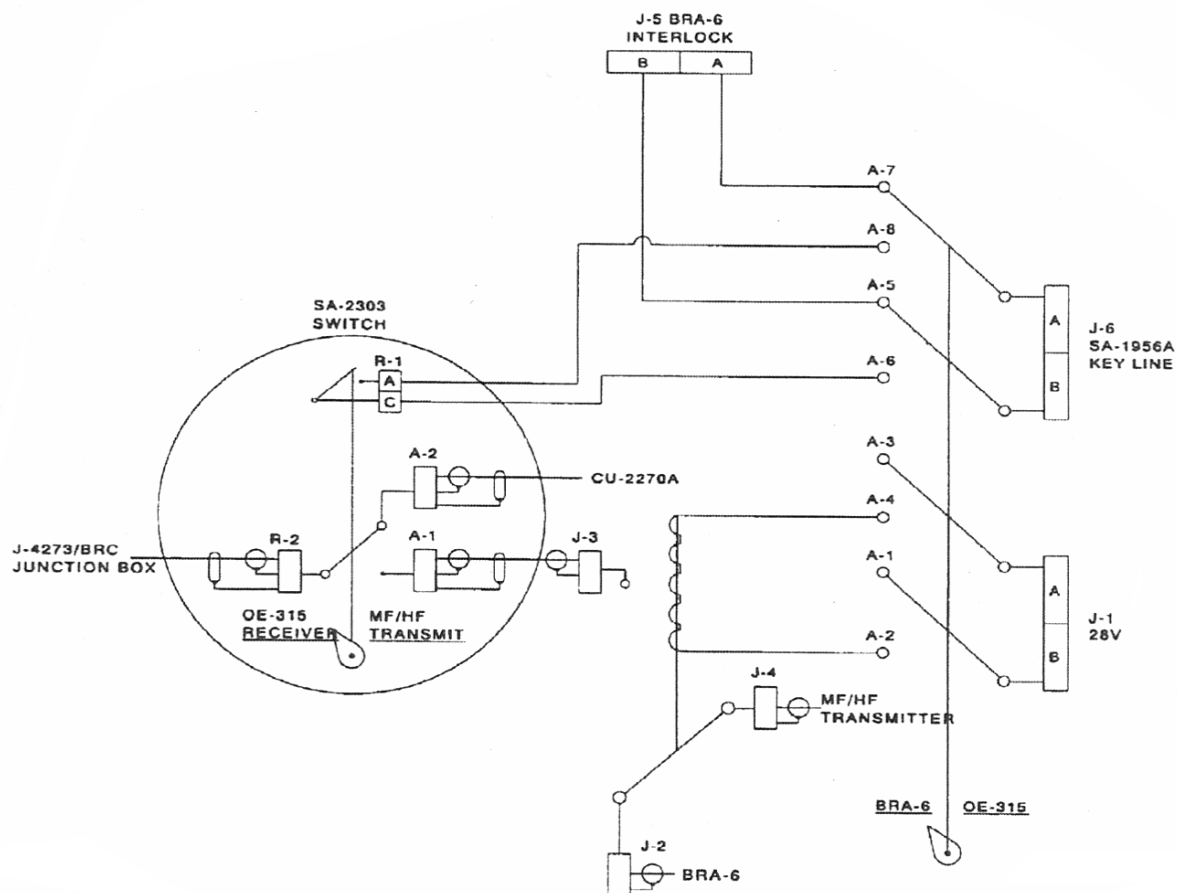 J-5 BRA-6
INTERLOCK
B A
A-7
A-8
A-5
A-6
J-6
SA-1956A
KEY LINE
A
B
SA-2303
SWITCH
R-1
A
C
A-2
CU-2270A
A-3
A-4
A-1
A-2
J-4273/BRC
JUNCTION BOX
R-2
A-1
J-3
OE-315
RECEIVER
MF/HF
TRANSMIT
J-1
28V
A
B
J-4
MF/HF
TRANSMITTER
BRA-6 OE-315
J-2
BRA-6